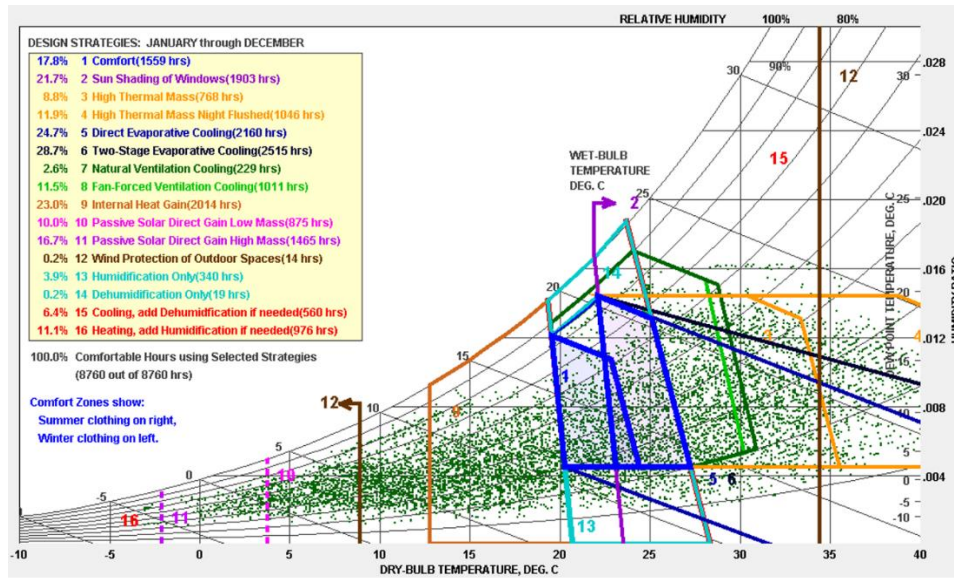 RELATIVE HUMIDITY 100% 80%
DESIGN STRATEGIES: JANUARY through DECEMBER
17.8% 1 Comfort(1559 hrs)
21.7% 2 Sun Shading of Windows(1903 hrs)
8.8% 3 High Thermal Mass(768 hrs)
11.9% 4 High Thermal Mass Night Flushed(1046 hrs)
24.7% 5 Direct Evaporative Cooling(2160 hrs)
28.7% 6 Two-Stage Evaporative Cooling(2515 hrs)
2.6% 7 Natural Ventilation Cooling(229 hrs)
11.5% 8 Fan-Forced Ventilation Cooling(1011 hrs)
23.0% 9 Internal Heat Gain(2014 hrs)
10.0% 10 Passive Solar Direct Gain Low Mass(875 hrs)
16.7% 11 Passive Solar Direct Gain High Mass(1465 hrs)
0.2% 12 Wind Protection of Outdoor Spaces(14 hrs)
3.9% 13 Humidification Only(340 hrs)
0.2% 14 Dehumidification Only(19 hrs)
6.4% 15 Cooling, add Dehumidification if needed(560 hrs)
11.1% 16 Heating, add Humidification if needed(976 hrs)
100.0% Comfortable Hours using Selected Strategies
(8760 out of 8760 hrs)
Comfort Zones show:
Summer clothing on right,
Winter clothing on left.
WET-BULB
TEMPERATURE
DEG. C
90%
30
30
12
15
25
25
2
14
20
15
10
5
0
-5
12
9
1
3
4
10
11
16
13
5
6
10
5
0
-5
-10
.028
.024
.020
.016
.012
.008
.004
DEW POINT TEMPERATURE, DEG. C
-10 -5 0 5 10 15 20 25 30 35 40
DRY-BULB TEMPERATURE, DEG. C